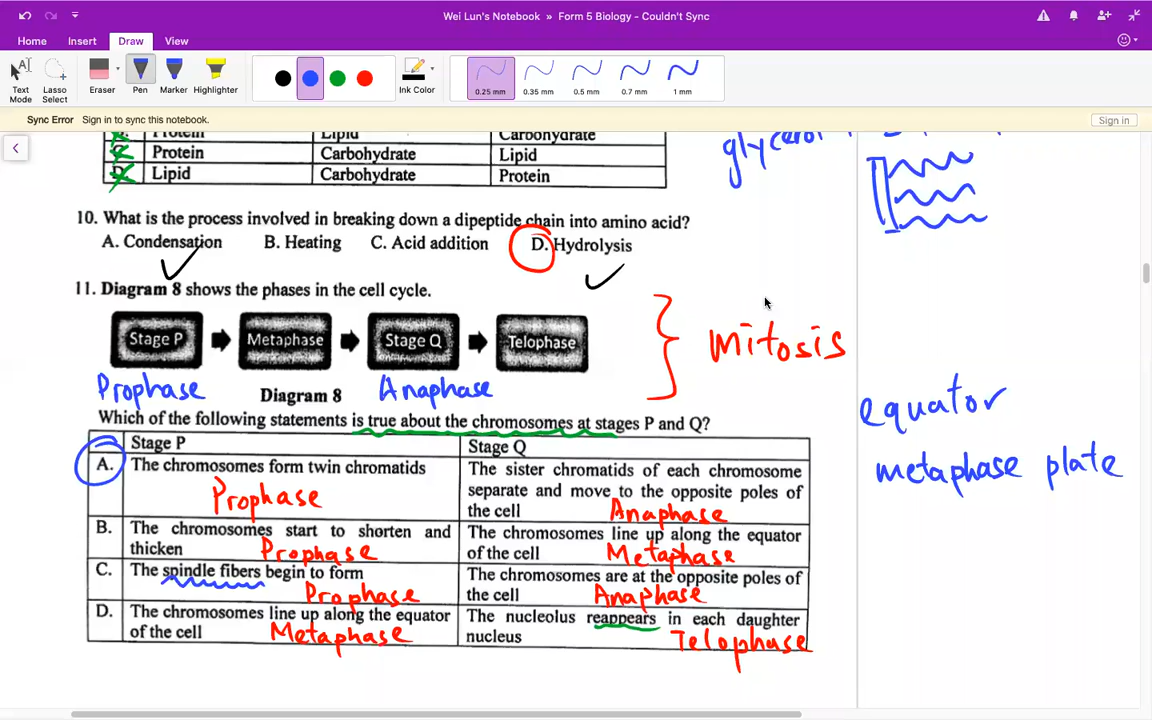 Wei Lun's Notebook » Form 5 Biology - Couldn't Sync
Home Insert Draw View
Text Mode
Lasso Select
Eraser
Pen
Marker
Highlighter
Ink Color
0.25 mm
0.35 mm
0.5 mm
0.7 mm
1 mm
Sync Error Sign in to sync this notebook. Sign in
Protein Lipid Carbohydrate
C. Protein Carbohydrate Lipid
D. Lipid Carbohydrate Protein
glycerol
10. What is the process involved in breaking down a dipeptide chain into amino acid?
A. Condensation B. Heating C. Acid addition D. Hydrolysis
11. Diagram 8 shows the phases in the cell cycle.
Stage P Metaphase Stage Q Telophase
mitosis
Prophase Diagram 8 Anaphase
equator
metaphase plate
Which of the following statements is true about the chromosomes at stages P and Q?
Stage P Stage Q
A. The chromosomes form twin chromatids
Prophase
The sister chromatids of each chromosome
separate and move to the opposite poles of
the cell Anaphase
B. The chromosomes start to shorten and
thicken Prophase
The chromosomes line up along the equator
of the cell Metaphase
C. The spindle fibers begin to form
Prophase
The chromosomes are at the opposite poles of
the cell Anaphase
D. The chromosomes line up along the equator
of the cell Metaphase
The nucleolus reappears in each daughter
nucleus Telophase